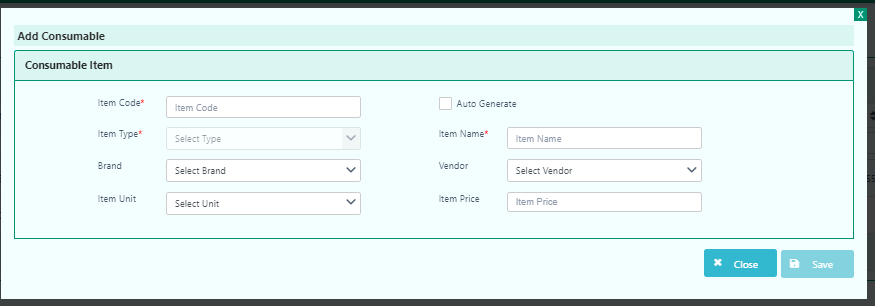 X
Add Consumable
Consumable Item
Item Code* Item Code Auto Generate
Item Type* Select Type Item Name* Item Name
Brand Select Brand Vendor Select Vendor
Item Unit Select Unit Item Price Item Price
Close Save